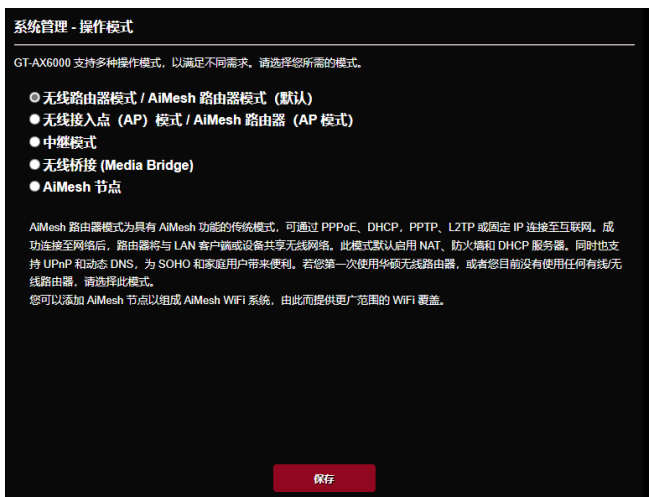 系统管理 - 操作模式
GT-AX6000 支持多种操作模式，以满足不同需求。请选择您所需的模式。
无线路由器模式 / AiMesh 路由器模式（默认）
无线接入点（AP）模式 / AiMesh 路由器（AP 模式）
中继模式
无线桥接 (Media Bridge)
AiMesh 节点
AiMesh 路由器模式为具有 AiMesh 功能的传统模式，可通过 PPPoE、DHCP，PPTP、L2TP 或固定 IP 连接至互联网。成
功连接至网络后，路由器将与 LAN 客户端或设备共享无线网络。此模式默认启用 NAT、防火墙和 DHCP 服务器。同时也支
持 UPnP 和动态 DNS，为 SOHO 和家庭用户带来便利。若您第一次使用华硕无线路由器，或者您目前没有使用任何有线/无
线路由器，请选择此模式。
您可以添加 AiMesh 节点以组成 AiMesh WiFi 系统，由此而提供更广范围的 WiFi 覆盖。
保存